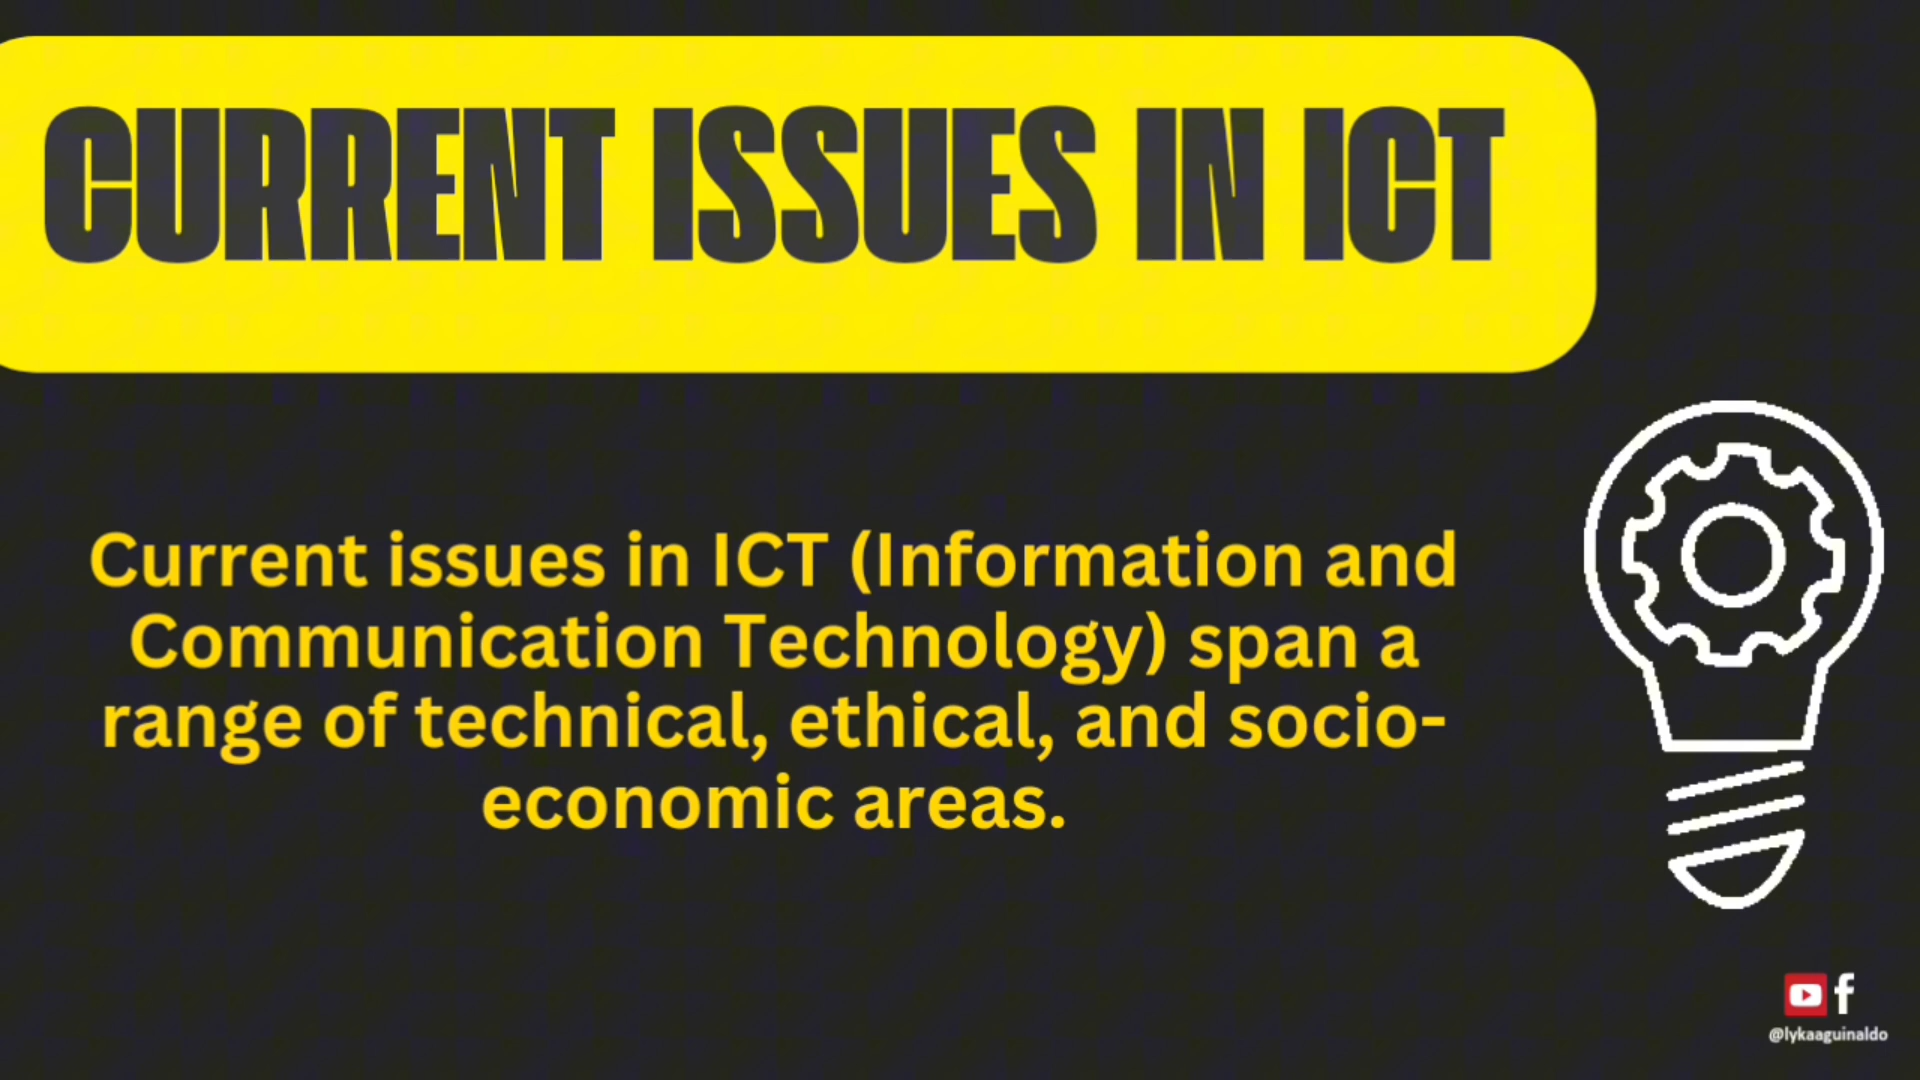 CURRENT ISSUES IN ICT
Current issues in ICT (Information and
Communication Technology) span a
range of technical, ethical, and socio-
economic areas.
@lykaaguinaldo